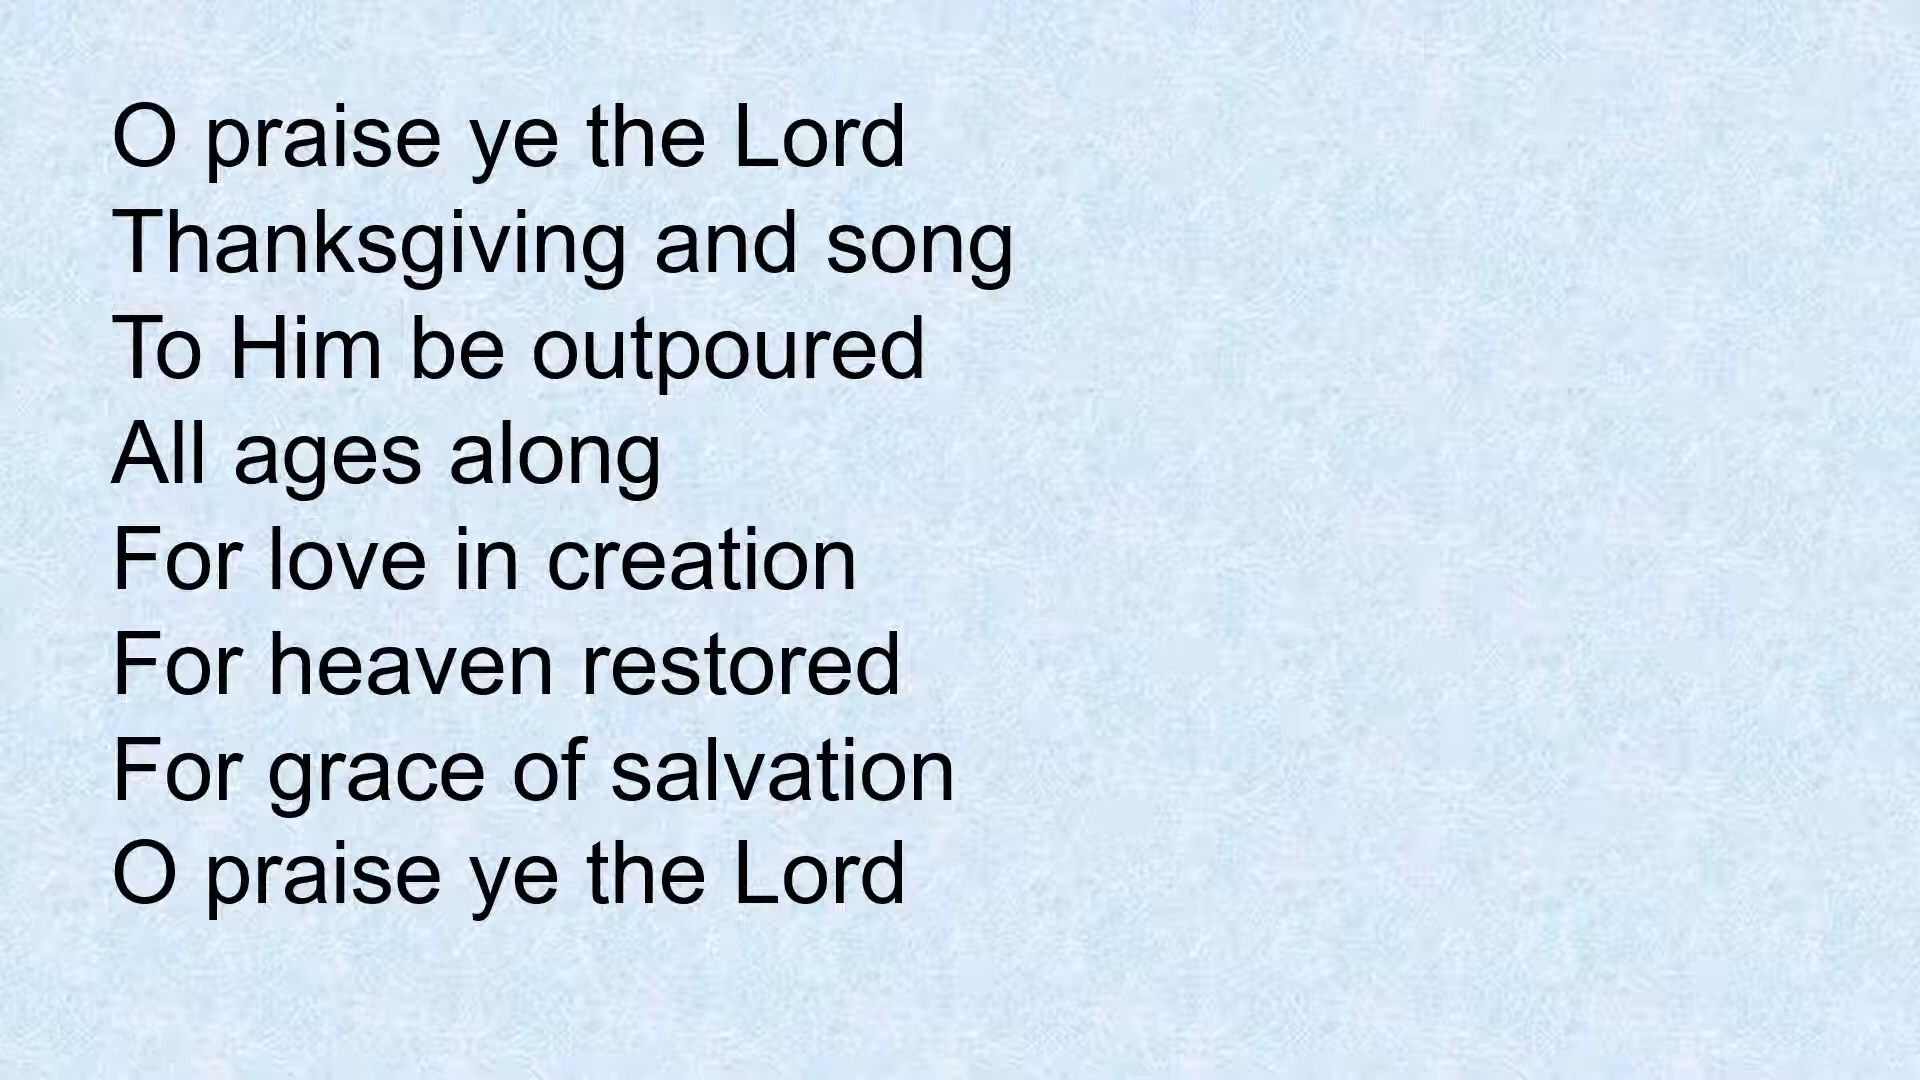 O praise ye the Lord
Thanksgiving and song
To Him be outpoured
All ages along
For love in creation
For heaven restored
For grace of salvation
O praise ye the Lord